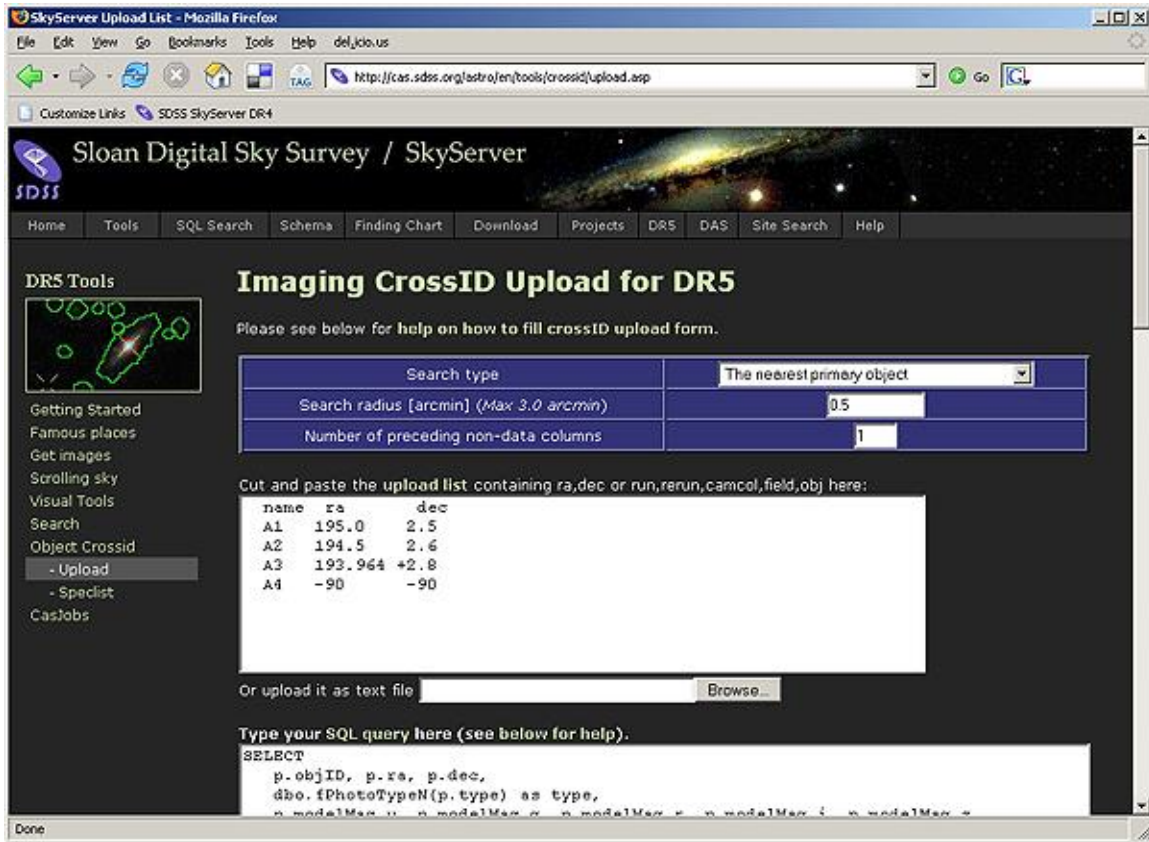 SkyServer Upload List - Mozilla Firefox
File Edit View Go Bookmarks Tools Help del.icio.us
TAG http://cas.sdss.org/astro/en/tools/crossid/upload.asp Go G
Customize Links SDSS SkyServer DR4
Sloan Digital Sky Survey / SkyServer
SDSS
Home Tools SQL Search Schema Finding Chart Download Projects DR5 DAS Site Search Help
DR5 Tools
Getting Started
Famous places
Get images
Scrolling sky
Visual Tools
Search
Object Crossid
- Upload
- Speclist
CasJobs
Imaging CrossID Upload for DR5
Please see below for help on how to fill crossID upload form.
Search type The nearest primary object
Search radius [arcmin] (Max 3.0 arcmin) 0.5
Number of preceding non-data columns 1
Cut and paste the upload list containing ra,dec or run,rerun,camcol,field,obj here:
name ra dec
A1 195.0 2.5
A2 194.5 2.6
A3 193.964 +2.8
A4 -90 -90
Or upload it as text file Browse...
Type your SQL query here (see below for help).
SELECT
p.objID, p.ra, p.dec,
dbo.fPhotoTypeN(p.type) as type,
p.modelMag_u, p.modelMag_g, p.modelMag_r, p.modelMag_i, p.modelMag_z
Done